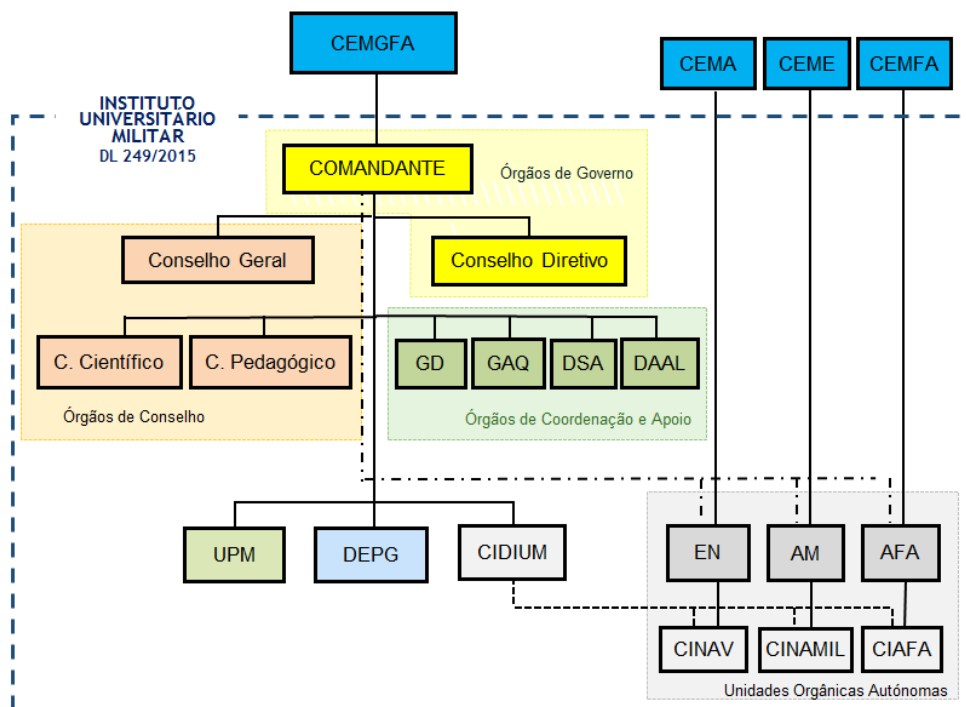 CEMGFA
CEMA
CEME
CEMFA
INSTITUTO
UNIVERSITÁRIO
MILITAR
DL 249/2015
COMANDANTE
Órgãos de Governo
Conselho Geral
Conselho Diretivo
C. Científico
C. Pedagógico
GD
GAQ
DSA
DAAL
Órgãos de Conselho
Órgãos de Coordenação e Apoio
UPM
DEPG
CIDIUM
EN
AM
AFA
CINAV
CINAMIL
CIAFA
Unidades Orgânicas Autónomas